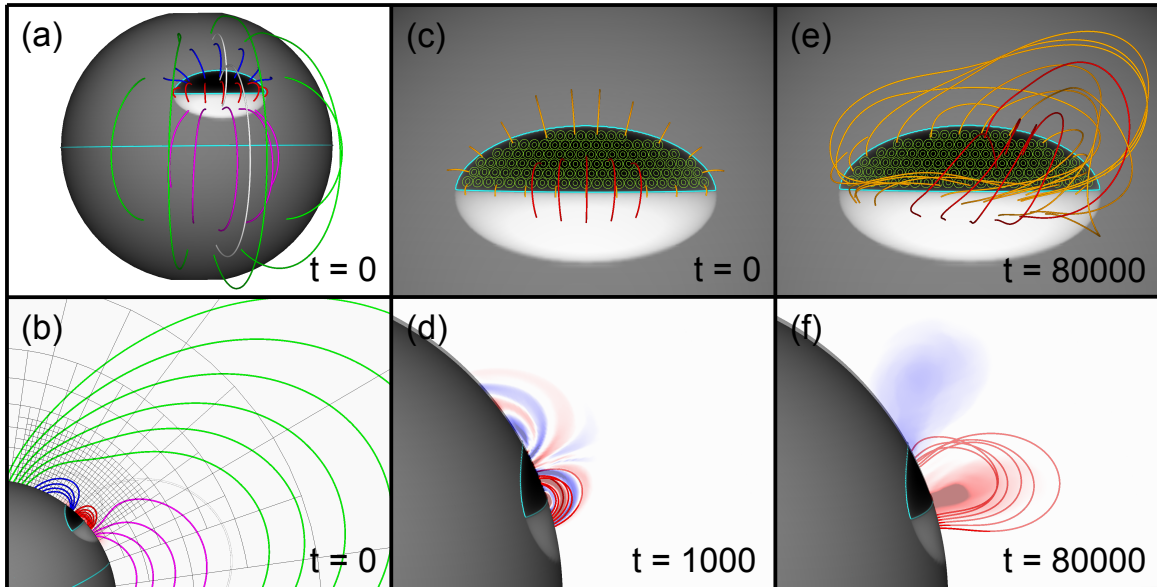 (a)
t = 0
(c)
t = 0
(e)
t = 80000
(b)
t = 0
(d)
t = 1000
(f)
t = 80000